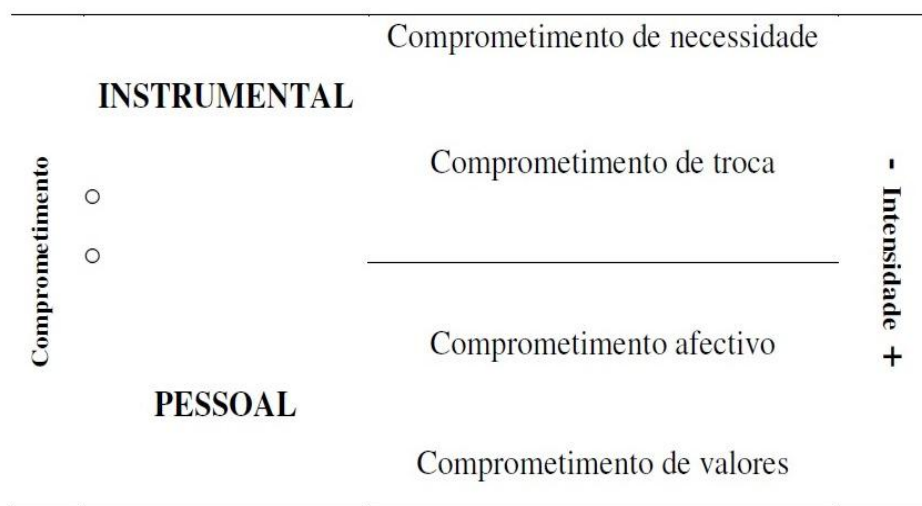 Comprometimento
INSTRUMENTAL
PESSOAL
Comprometimento de necessidade
Comprometimento de troca
Comprometimento afectivo
Comprometimento de valores
- Intensidade +